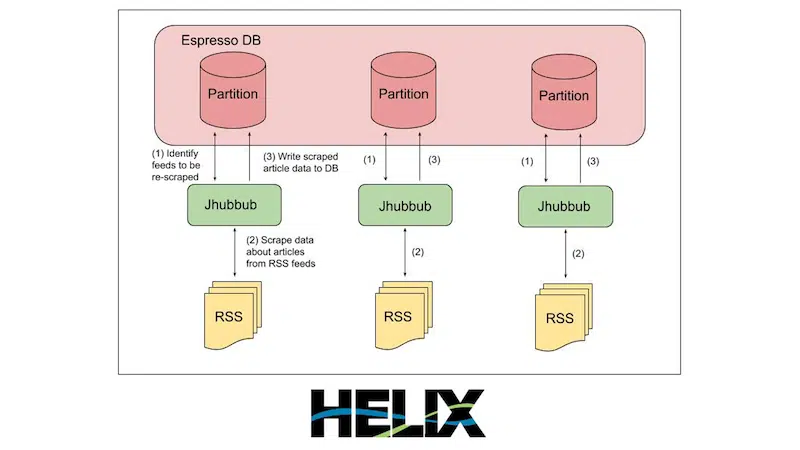 Espresso DB
Partition
Partition
Partition
(1) Identify
feeds to be
re-scraped
(3) Write scraped
article data to DB
(1)
(3)
(1)
(3)
Jhubbub
Jhubbub
Jhubbub
(2) Scrape data
about articles
from RSS feeds
(2)
(2)
RSS
RSS
RSS
HELIX